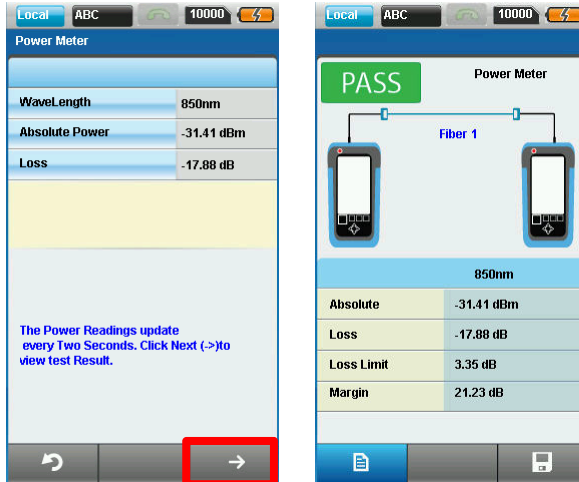 Local ABC 10000
Power Meter
WaveLength 850nm
Absolute Power -31.41 dBm
Loss -17.88 dB
The Power Readings update
every Two Seconds. Click Next (->)to
view test Result.
Local ABC 10000
PASS
Power Meter
Fiber 1
850nm
Absolute -31.41 dBm
Loss -17.88 dB
Loss Limit 3.35 dB
Margin 21.23 dB